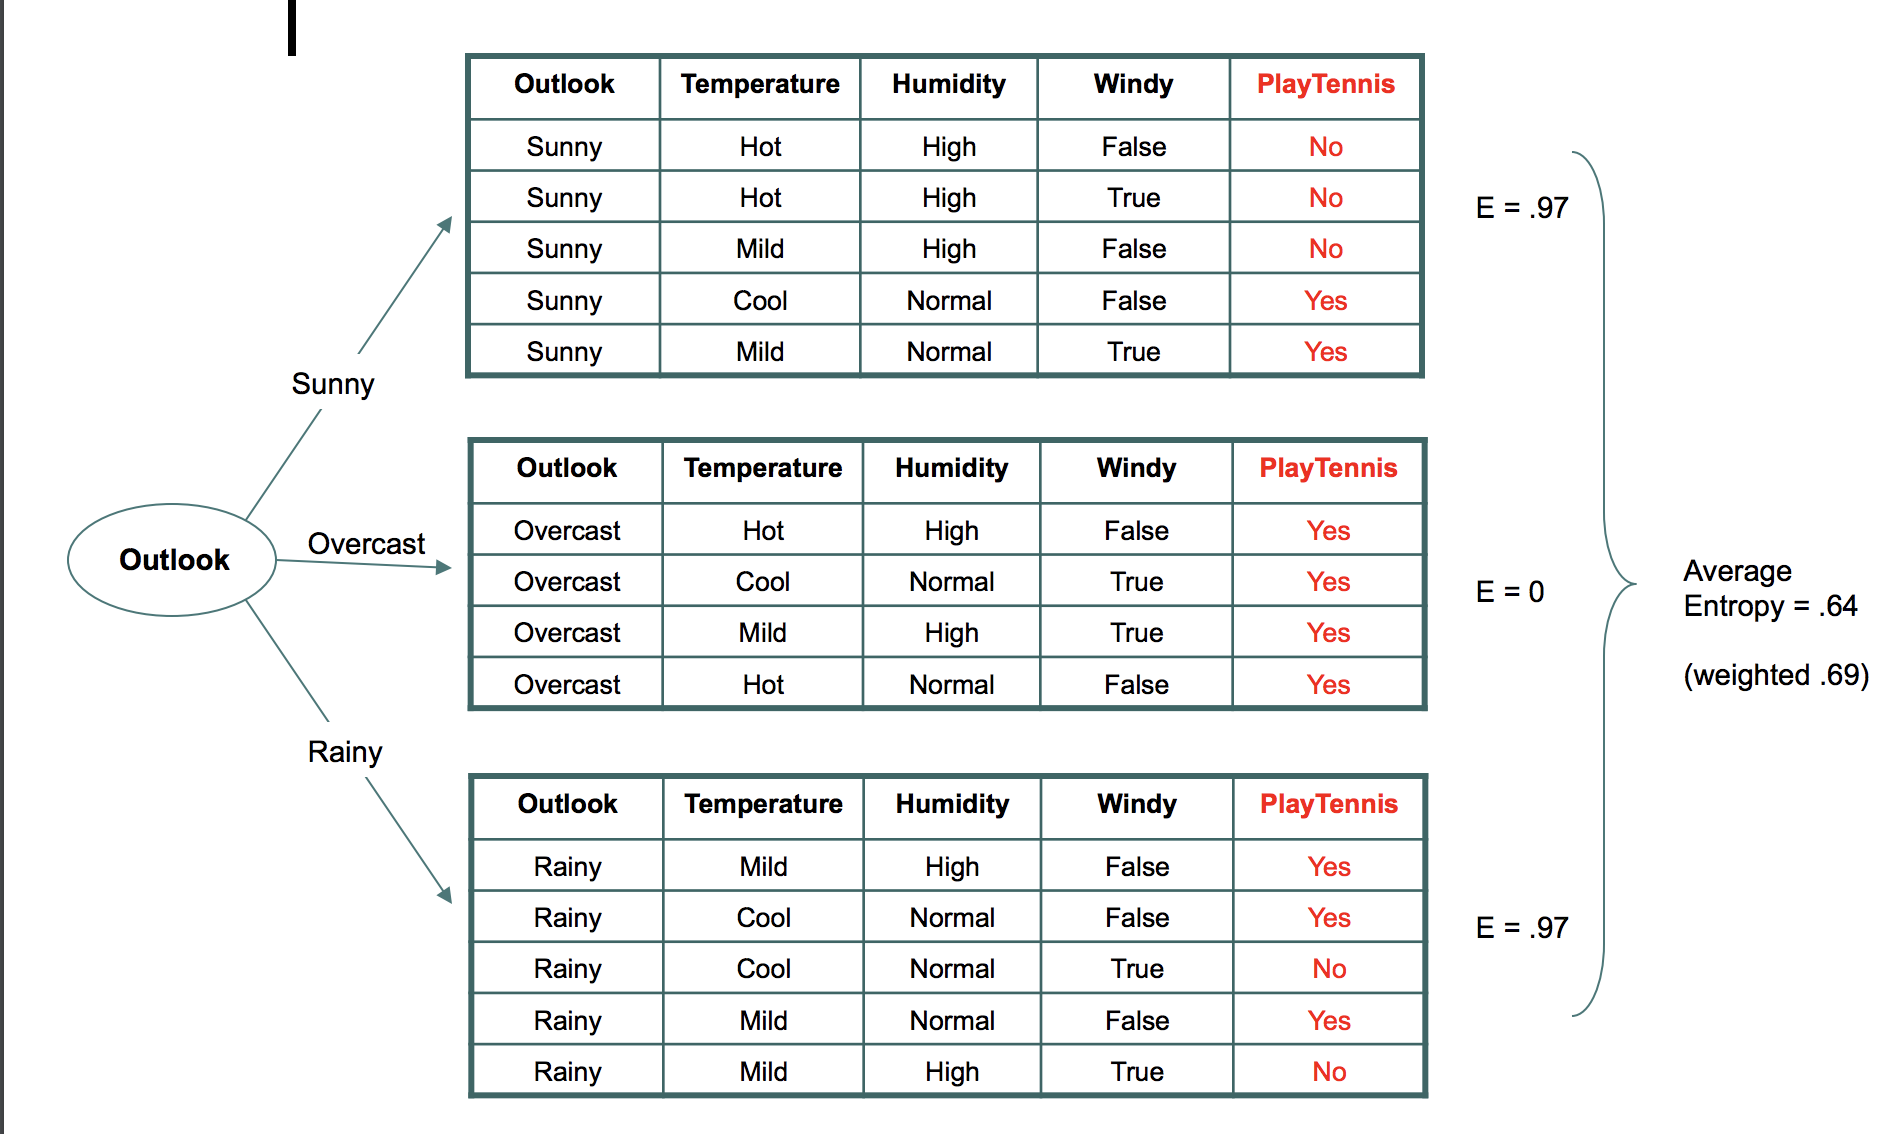 Outlook Temperature Humidity Windy PlayTennis
Sunny Hot High False No
Sunny Hot High True No
Sunny Mild High False No
Sunny Cool Normal False Yes
Sunny Mild Normal True Yes
E = .97
Sunny
Outlook Temperature Humidity Windy PlayTennis
Overcast Hot High False Yes
Overcast Cool Normal True Yes
Overcast Mild High True Yes
Overcast Hot Normal False Yes
E = 0
Overcast
Outlook
Average
Entropy = .64
(weighted .69)
Rainy
Outlook Temperature Humidity Windy PlayTennis
Rainy Mild High False Yes
Rainy Cool Normal False Yes
Rainy Cool Normal True No
Rainy Mild Normal False Yes
Rainy Mild High True No
E = .97